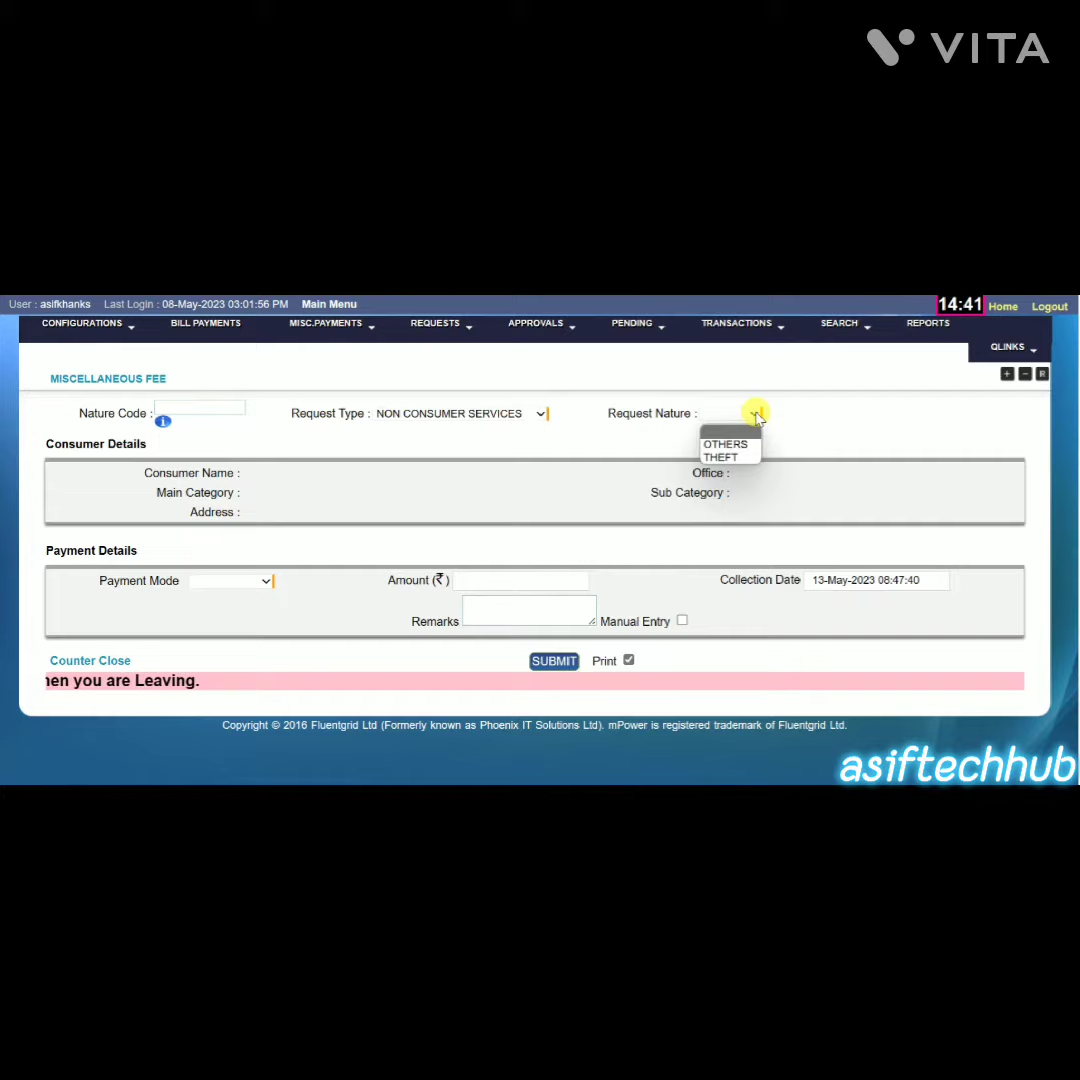 VITA
User : asifkhanks Last Login : 08-May-2023 03:01:56 PM Main Menu 14:41 Home Logout
CONFIGURATIONS BILL PAYMENTS MISC.PAYMENTS REQUESTS APPROVALS PENDING TRANSACTIONS SEARCH REPORTS
QLINKS
+ - R
MISCELLANEOUS FEE
Nature Code : Request Type : NON CONSUMER SERVICES Request Nature :
i
OTHERS
THEFT
Consumer Details
Consumer Name : Office :
Main Category : Sub Category :
Address :
Payment Details
Payment Mode Amount (₹) Collection Date 13-May-2023 08:47:40
Remarks Manual Entry
Counter Close SUBMIT Print
you are Leaving.
Copyright © 2016 Fluentgrid Ltd (Formerly known as Phoenix IT Solutions Ltd). mPower is registered trademark of Fluentgrid Ltd.
asiftechhub